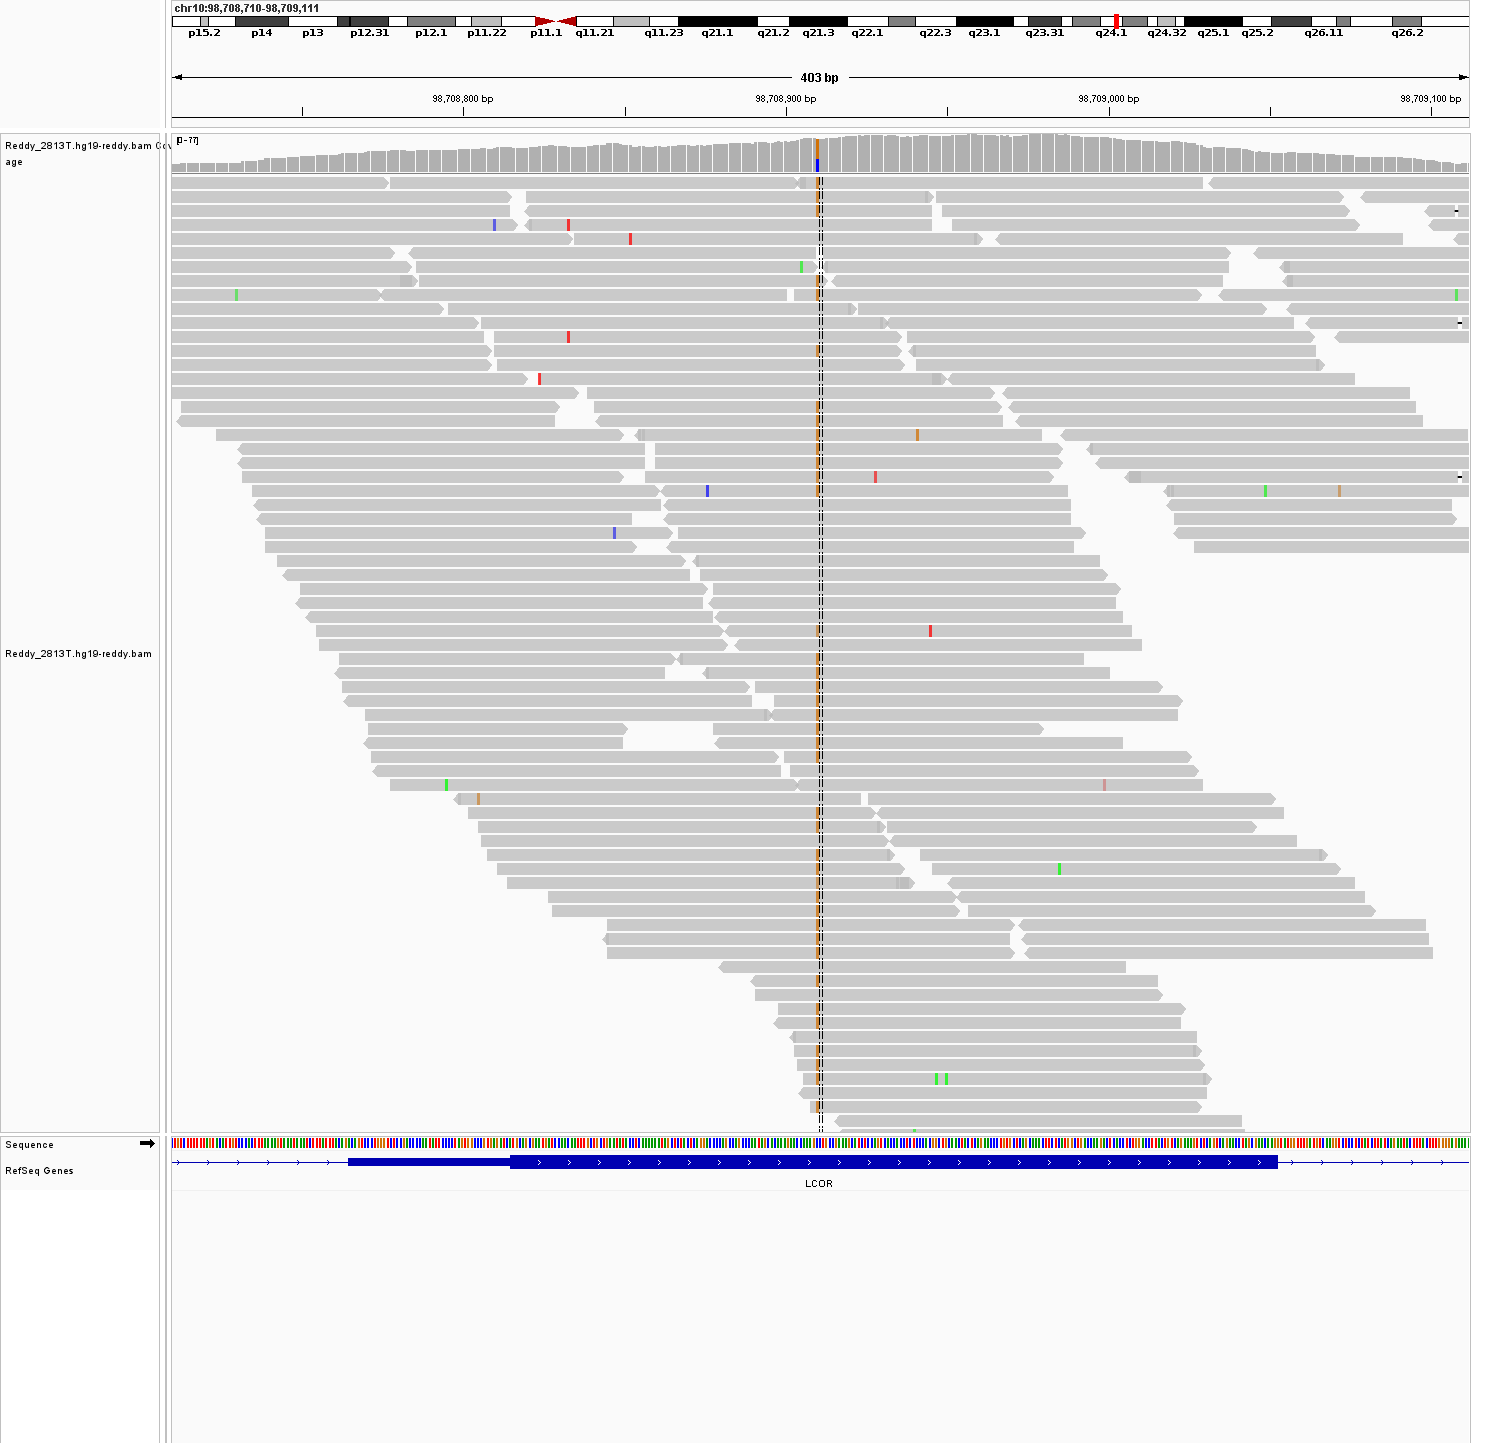 chr10:98,708,710-98,709,111
p15.2 p14 p13 p12.31 p12.1 p11.22 p11.1 q11.21 q11.23 q21.1 q21.2 q21.3 q22.1 q22.3 q23.1 q23.31 q24.1 q24.32 q25.1 q25.2 q26.11 q26.2
403 bp
98,708,800 bp 98,708,900 bp 98,709,000 bp 98,709,100 bp
Reddy_2813T.hg19-reddy.bam Cov
age
[0 - 77]
Reddy_2813T.hg19-reddy.bam
Sequence
RefSeq Genes
LCOR